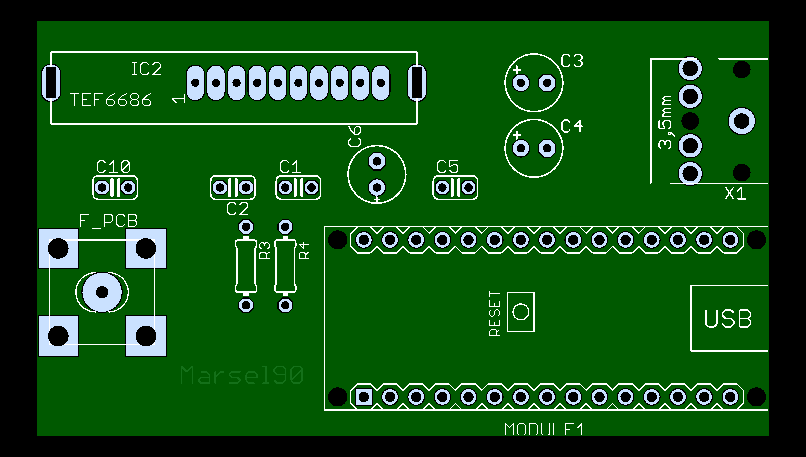 IC2
TEF6686
1
C3
C4
3,5mm
X1
C6
C10
C1
C5
C2
F_PCB
R3
R4
RESET
USB
Marsel90
MODULE1